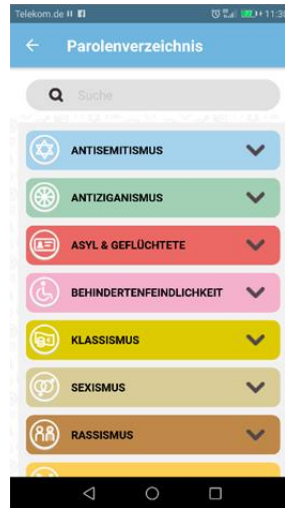 Telekom.de 11:30
Parolenverzeichnis
Suche
ANTISEMITISMUS
ANTIZIGANISMUS
ASYL & GEFLÜCHTETE
BEHINDERTENFEINDLICHKEIT
KLASSISMUS
SEXISMUS
RASSISMUS